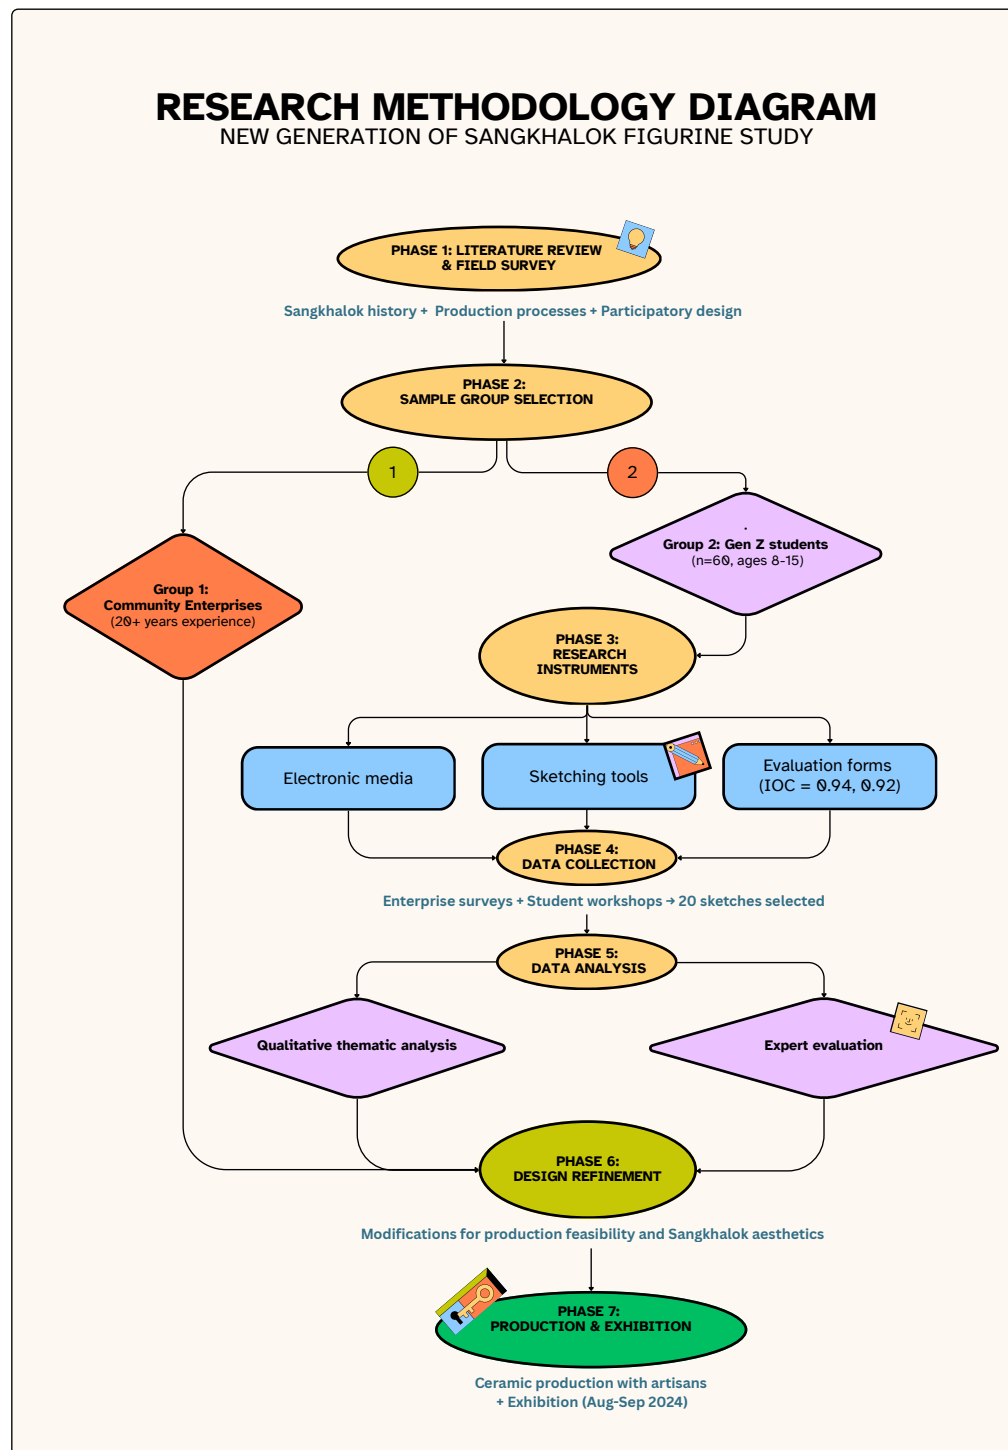 RESEARCH METHODOLOGY DIAGRAM
NEW GENERATION OF SANGKHALOK FIGURINE STUDY
PHASE 1: LITERATURE REVIEW
& FIELD SURVEY
Sangkhalok history + Production processes + Participatory design
PHASE 2:
SAMPLE GROUP SELECTION
1
2
Group 1:
Community Enterprises
(20+ years experience)
.
Group 2: Gen Z students
(n=60, ages 8-15)
PHASE 3:
RESEARCH
INSTRUMENTS
Electronic media
Sketching tools
Evaluation forms
(IOC = 0.94, 0.92)
PHASE 4:
DATA COLLECTION
Enterprise surveys + Student workshops → 20 sketches selected
PHASE 5:
DATA ANALYSIS
Qualitative thematic analysis
Expert evaluation
PHASE 6:
DESIGN REFINEMENT
Modifications for production feasibility and Sangkhalok aesthetics
PHASE 7:
PRODUCTION & EXHIBITION
Ceramic production with artisans
+ Exhibition (Aug-Sep 2024)